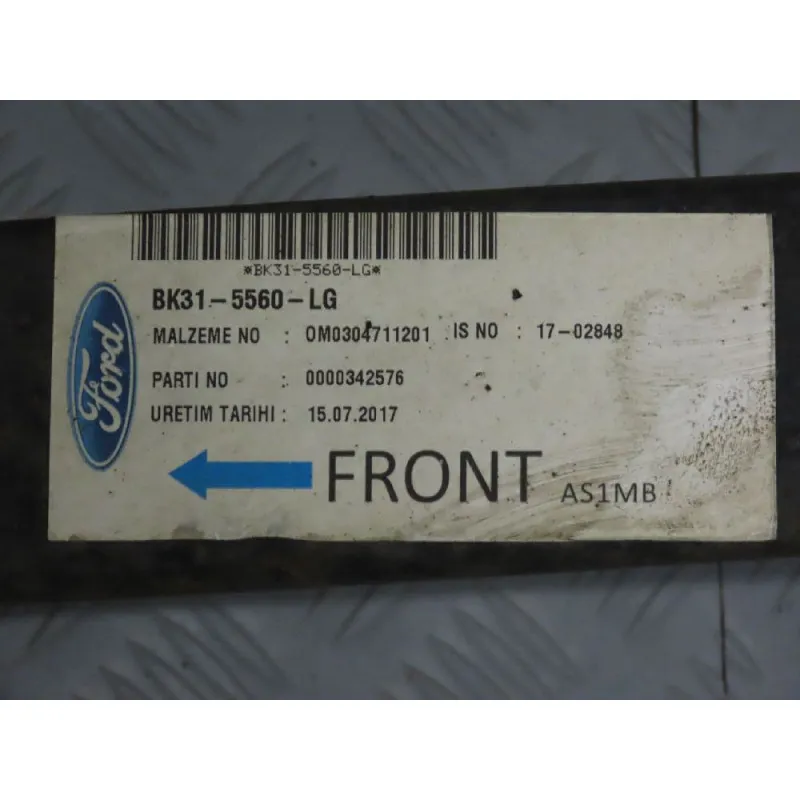 *BK31-5560-LG*
BK31-5560-LG
MALZEME NO : 0M0304711201 IS NO : 17-02848
PARTI NO : 0000342576
URETIM TARIHI : 15.07.2017
Ford
FRONT AS1MB